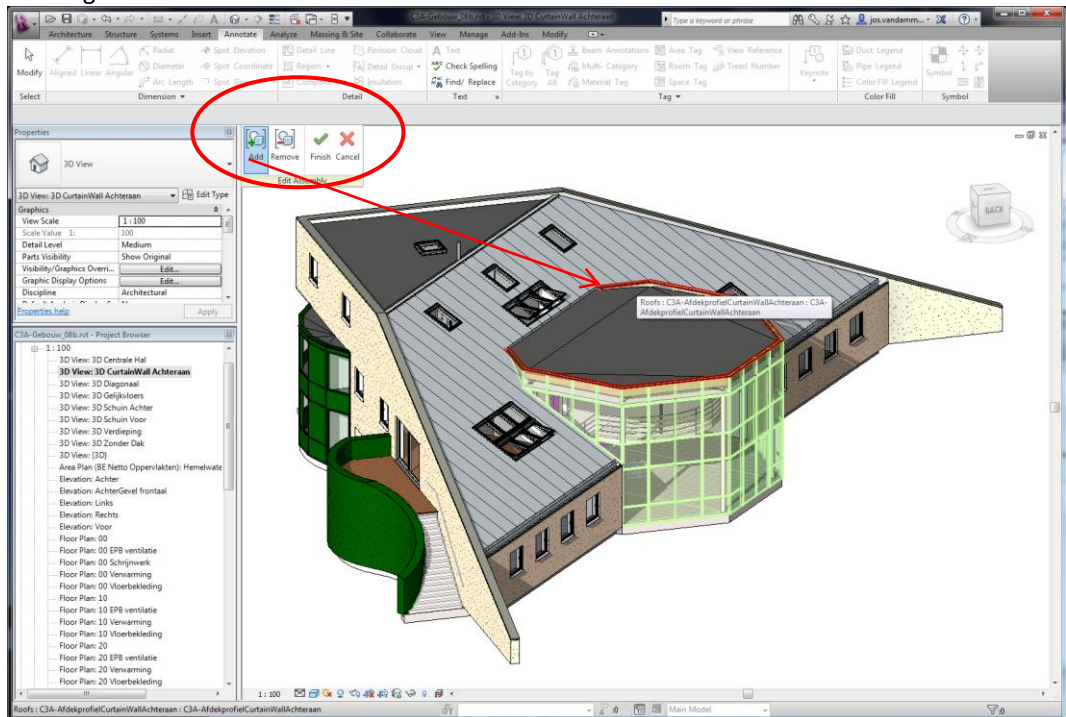 C3A-Gebouw_08b.rvt - 3D View: 3D CurtainWall Achteraan
Type a keyword or phrase
jos.vandamm...
Architecture Structure Systems Insert Annotate Analyze Massing & Site Collaborate View Manage Add-Ins Modify
Modify
Aligned Linear Angular
Radial
Diameter
Arc Length
Spot Elevation
Spot Coordinate
Spot
Detail Line
Region
Component
Revision Cloud
Detail Group
Insulation
Text
Check Spelling
Find/ Replace
Tag by Category
Tag All
Beam Annotations
Multi- Category
Material Tag
Area Tag
Room Tag
Space Tag
View Reference
Tread Number
Keynote
Duct Legend
Pipe Legend
Color Fill Legend
Symbol
Select Dimension Detail Text Tag Color Fill Symbol
Properties
3D View
3D View: 3D CurtainWall Achteraan
Edit Type
Graphics
View Scale 1 : 100
Scale Value 1: 100
Detail Level Medium
Parts Visibility Show Original
Visibility/Graphics Overri... Edit...
Graphic Display Options Edit...
Discipline Architectural
Properties help Apply
Add Remove Finish Cancel
Edit Assembly
BACK
Roofs : C3A-AfdekprofielCurtainWallAchteraan : C3A-
AfdekprofielCurtainWallAchteraan
C3A-Gebouw_08b.rvt - Project Browser
1 : 100
3D View: 3D Centrale Hal
3D View: 3D CurtainWall Achteraan
3D View: 3D Diagonaal
3D View: 3D Gelijkvloers
3D View: 3D Schuin Achter
3D View: 3D Schuin Voor
3D View: 3D Verdieping
3D View: 3D Zonder Dak
3D View: {3D}
Area Plan (BE Netto Oppervlakten): Hemelwate
Elevation: Achter
Elevation: AchterGevel frontaal
Elevation: Links
Elevation: Rechts
Elevation: Voor
Floor Plan: 00
Floor Plan: 00 EPB ventilatie
Floor Plan: 00 Schrijnwerk
Floor Plan: 00 Verwarming
Floor Plan: 00 Vloerbekleding
Floor Plan: 10
Floor Plan: 10 EPB ventilatie
Floor Plan: 10 Verwarming
Floor Plan: 10 Vloerbekleding
Floor Plan: 20
Floor Plan: 20 EPB ventilatie
Floor Plan: 20 Verwarming
Floor Plan: 20 Vloerbekleding
1 : 100
Roofs : C3A-AfdekprofielCurtainWallAchteraan : C3A-AfdekprofielCurtainWallAchteraan
:0
Main Model
:0